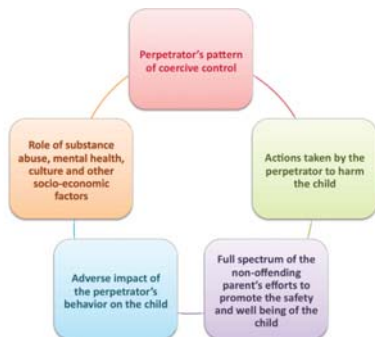 Perpetrator's pattern
of coercive control
Actions taken by the
perpetrator to harm
the child
Full spectrum of the
non-offending
parent's efforts to
promote the safety
and well being of the
child
Adverse impact of
the perpetrator's
behavior on the child
Role of substance
abuse, mental health,
culture and other
socio-economic
factors